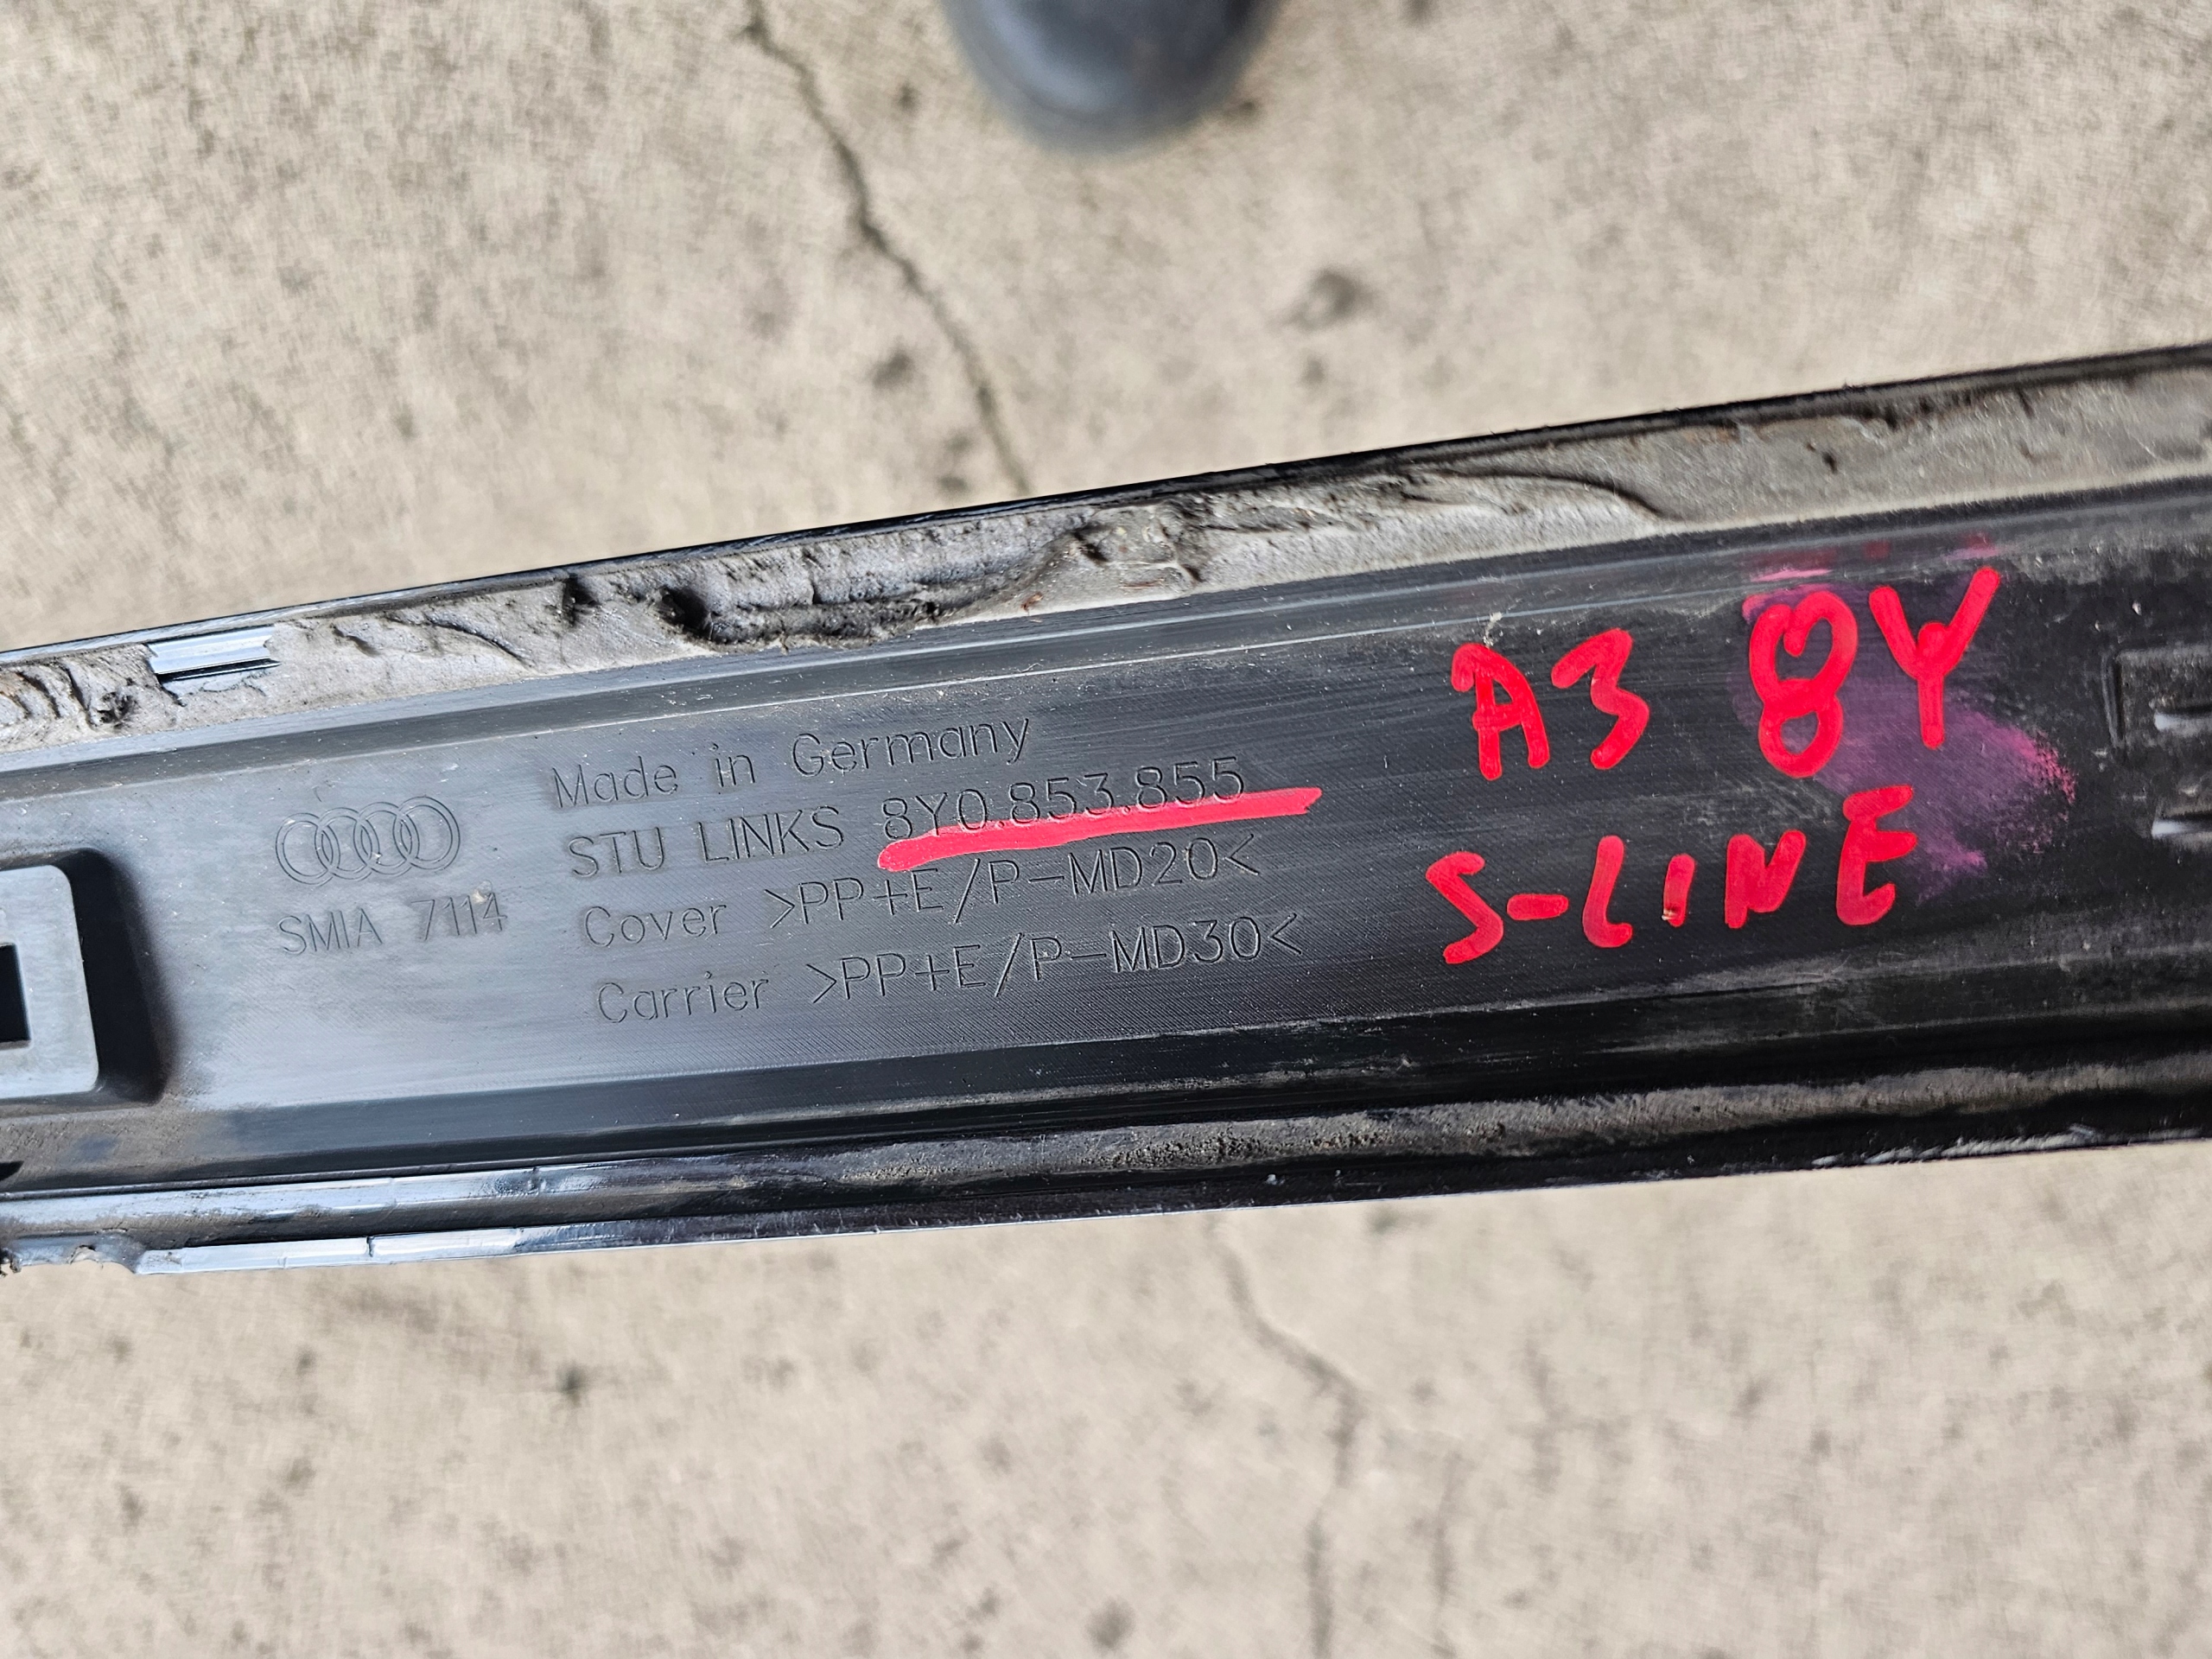 Made in Germany
STU LINKS 8Y0.853.855
Cover >PP+E/P-MD20<
Carrier >PP+E/P-MD30<
SMIA 7114
A3 8Y
S-LINE